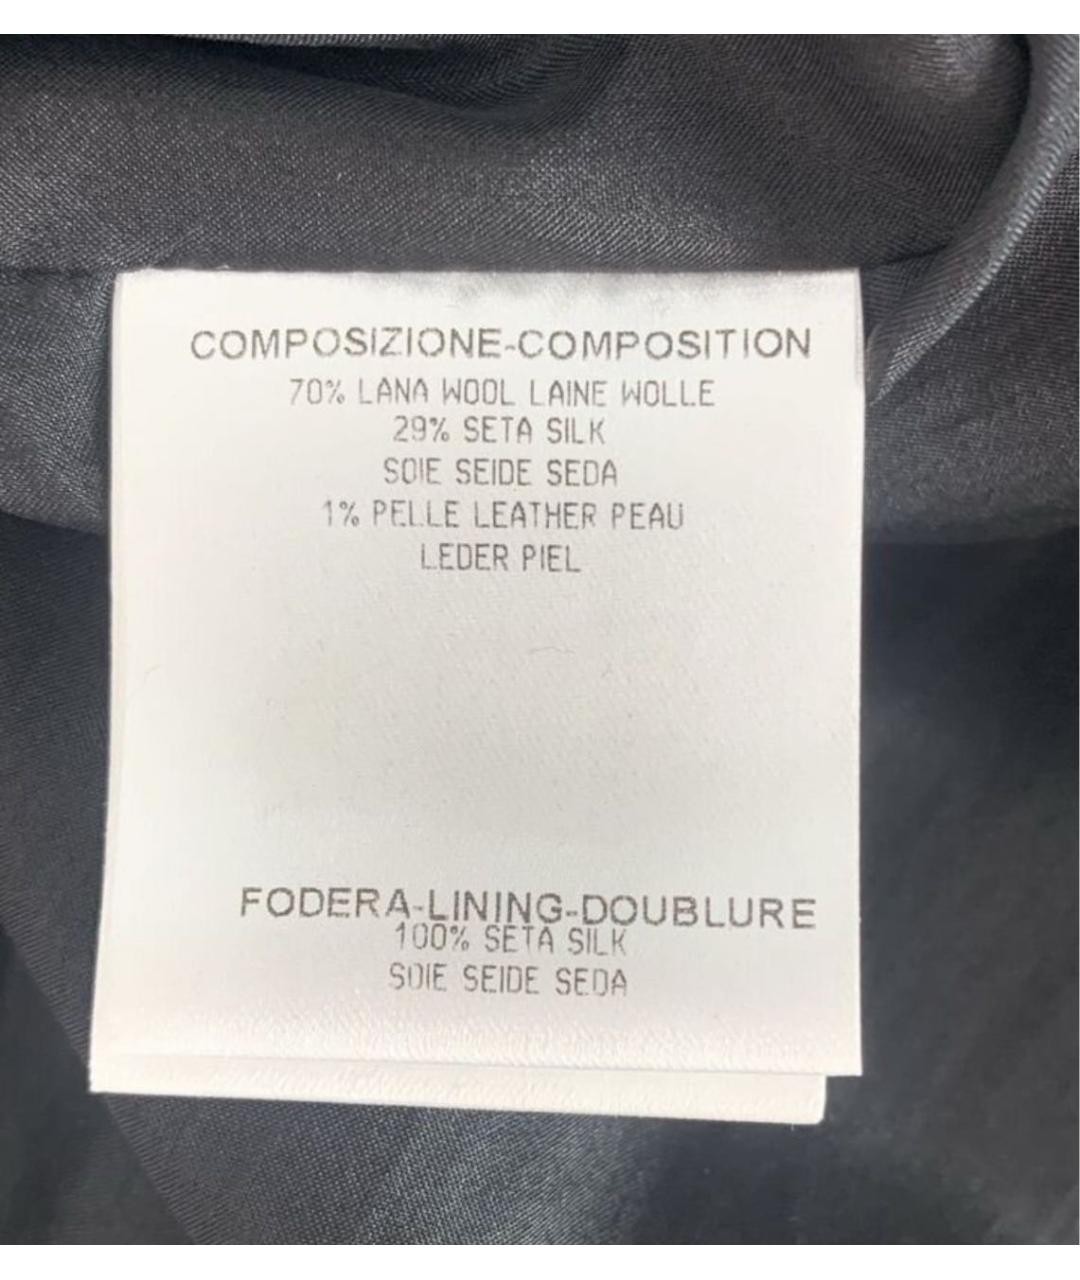 COMPOSIZIONE-COMPOSITION
70% LANA WOOL LAINE WOLLE
29% SETA SILK
SOIE SEIDE SEDA
1% PELLE LEATHER PEAU
LEDER PIEL
FODERA-LINING-DOUBLURE
100% SETA SILK
SOIE SEIDE SEDA